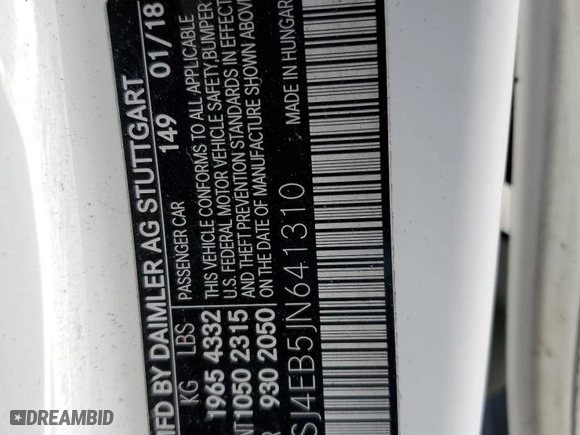 MFD BY DAIMLER AG STUTTGART
149 01/18
KG LBS PASSENGER CAR
1965 4332
1050 2315
930 2050
THIS VEHICLE CONFORMS TO ALL APPLICABLE
U.S. FEDERAL MOTOR VEHICLE SAFETY, BUMPER
THEFT PREVENTION STANDARDS IN EFFECT
ON THE DATE OF MANUFACTURE SHOWN ABOVE
MADE IN HUNGAR
SJ4EB5JN641310
DREAMBID